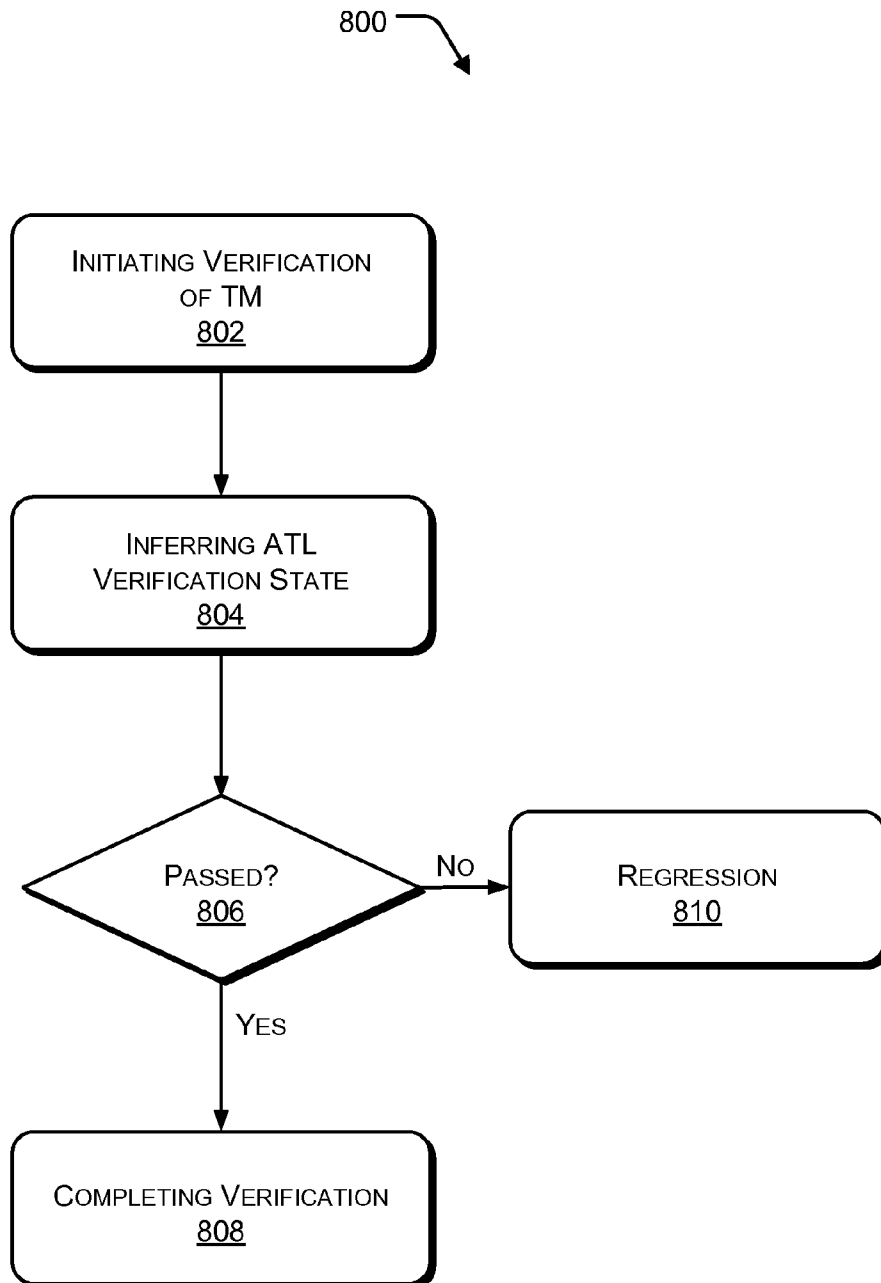 800
INITIATING VERIFICATION
OF TM
802
INFERRING ATL
VERIFICATION STATE
804
PASSED?
806
NO
REGRESSION
810
YES
COMPLETING VERIFICATION
808